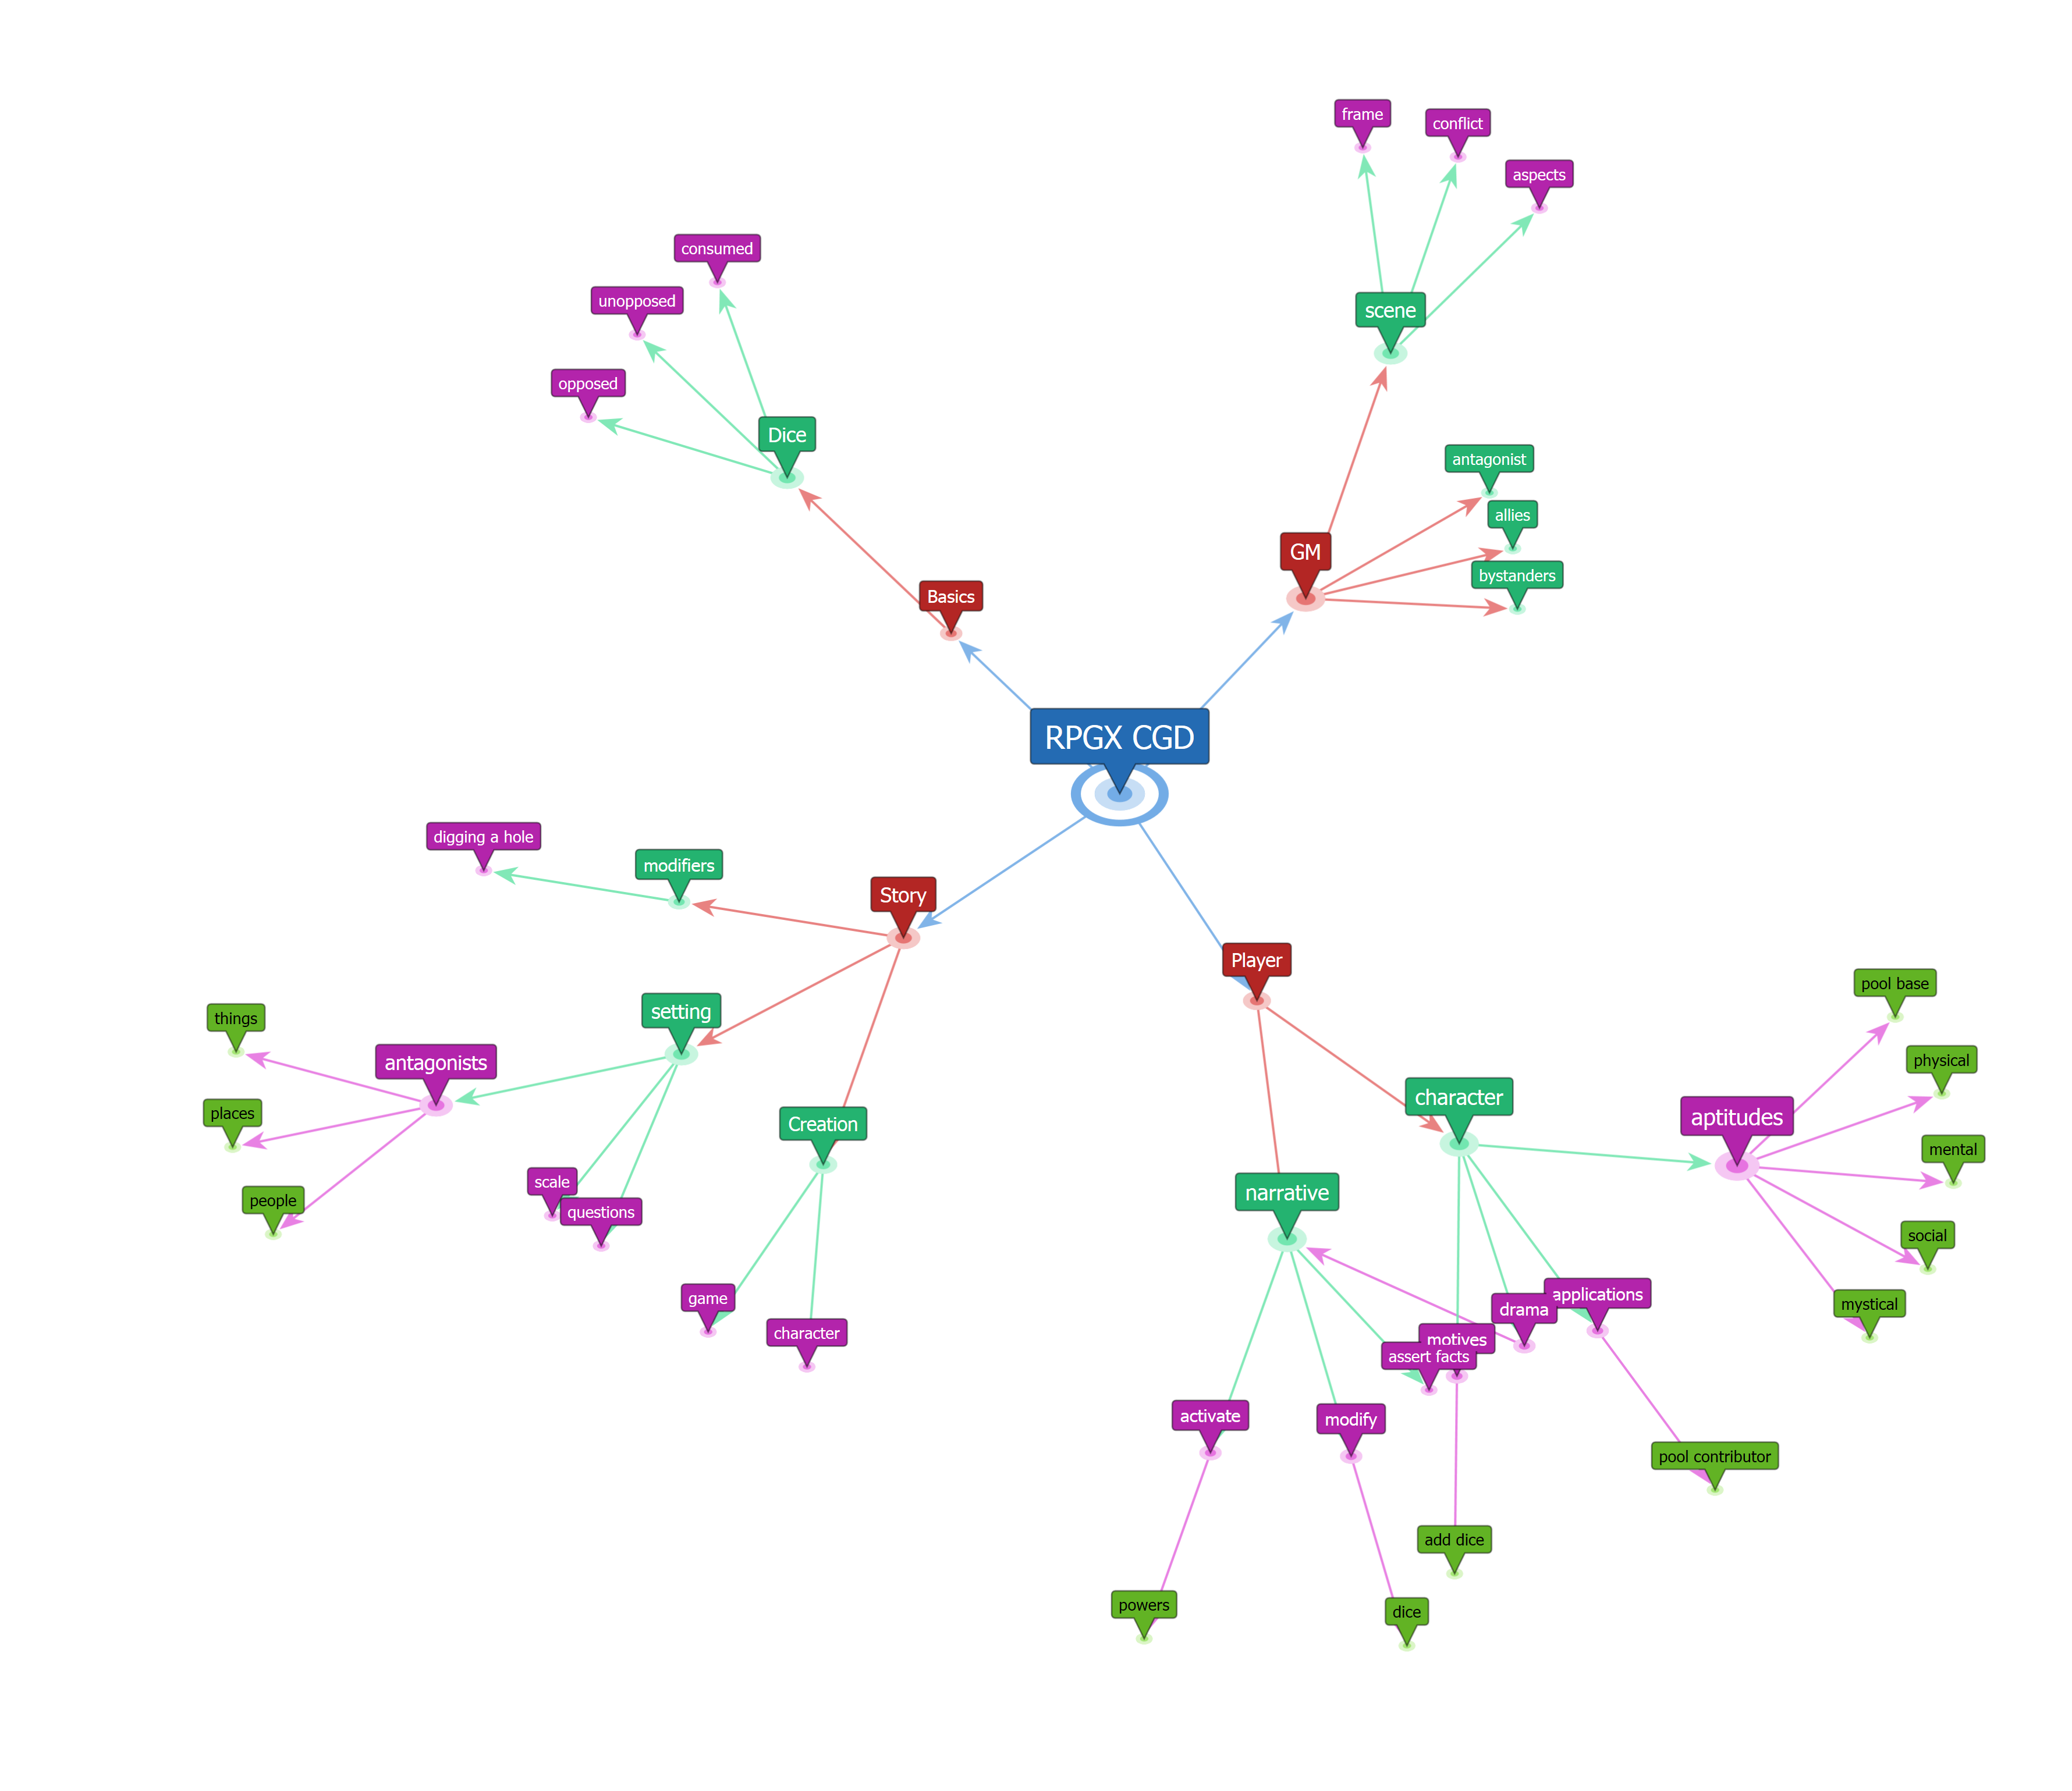 frame
conflict
aspects
consumed
scene
unopposed
opposed
Dice
antagonist
allies
GM
bystanders
Basics
RPGX CGD
digging a hole
modifiers
Story
Player
pool base
things
setting
physical
antagonists
character
places
Creation
aptitudes
mental
scale
narrative
people
questions
social
game
drama
applications
mystical
character
motives
assert facts
activate
modify
pool contributor
add dice
powers
dice